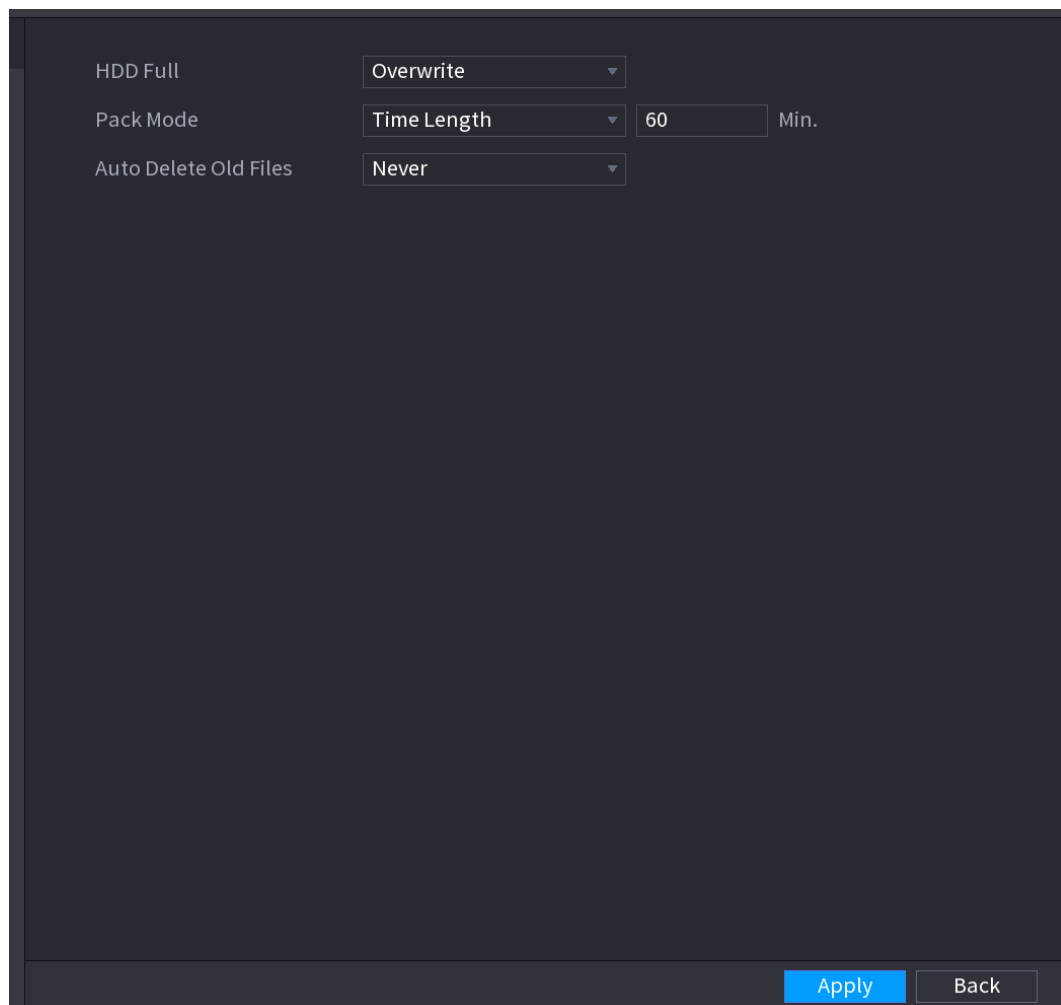 HDD Full Overwrite
Pack Mode Time Length 60 Min.
Auto Delete Old Files Never
Apply Back